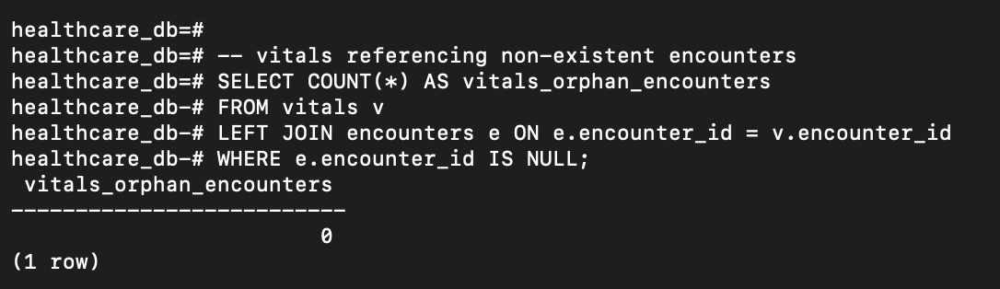 healthcare_db=#
healthcare_db=# -- vitals referencing non-existent encounters
healthcare_db=# SELECT COUNT(*) AS vitals_orphan_encounters
healthcare_db-# FROM vitals v
healthcare_db-# LEFT JOIN encounters e ON e.encounter_id = v.encounter_id
healthcare_db-# WHERE e.encounter_id IS NULL;
 vitals_orphan_encounters
--------------------------
                        0
(1 row)